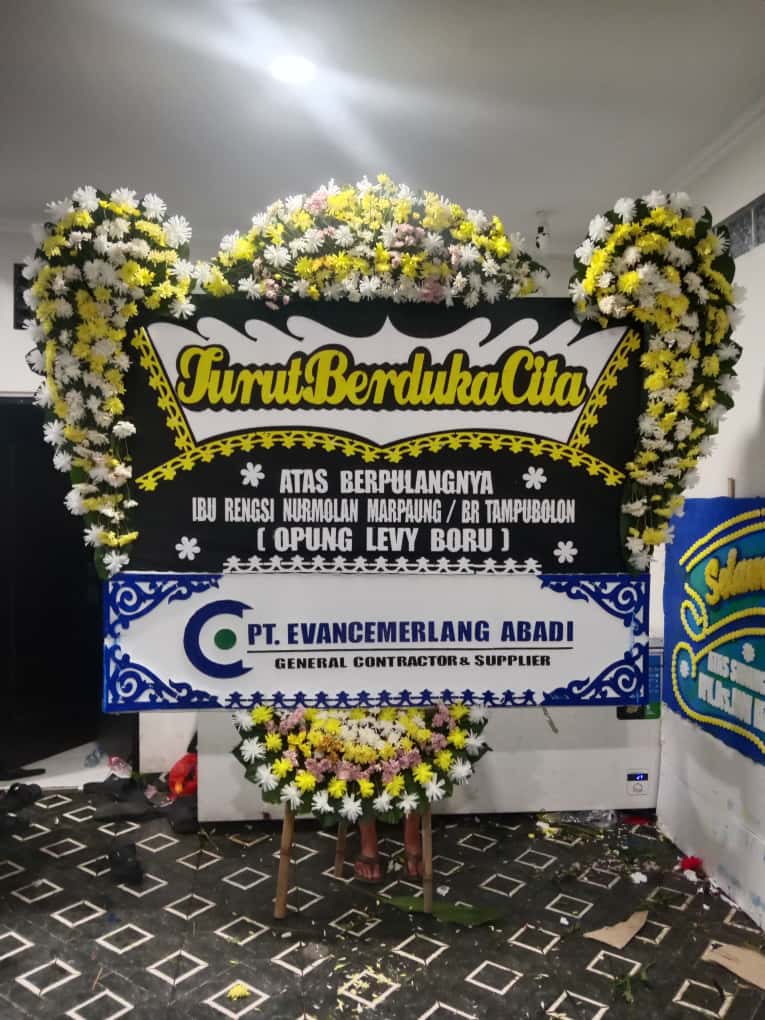 Turut Berduka Cita
ATAS BERPULANGNYA
IBU RENGSI NURMOLAN MARPAUNG / BR TAMPUBOLON
( OPUNG LEVY BORU )
PT. EVANCEMERLANG ABADI
GENERAL CONTRACTOR & SUPPLIER